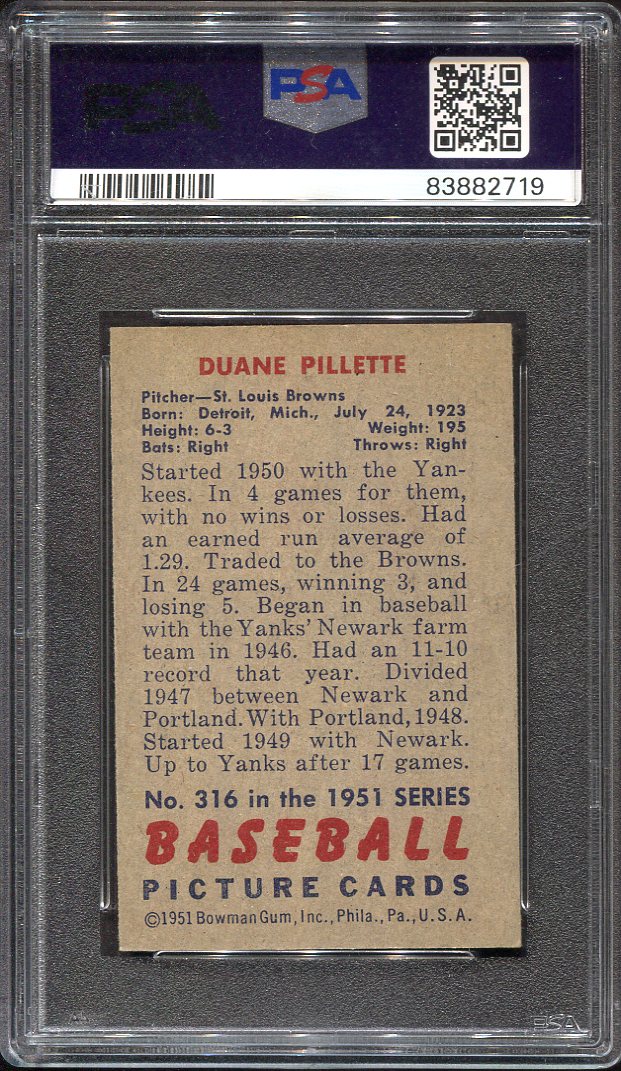 PSA
PSA
83882719
DUANE PILLETTE
Pitcher—St. Louis Browns
Born: Detroit, Mich., July 24, 1923
Height: 6-3 Weight: 195
Bats: Right Throws: Right
Started 1950 with the Yan-
kees. In 4 games for them,
with no wins or losses. Had
an earned run average of
1.29. Traded to the Browns.
In 24 games, winning 3, and
losing 5. Began in baseball
with the Yanks' Newark farm
team in 1946. Had an 11-10
record that year. Divided
1947 between Newark and
Portland. With Portland, 1948.
Started 1949 with Newark.
Up to Yanks after 17 games.
No. 316 in the 1951 SERIES
BASEBALL
PICTURE CARDS
©1951 Bowman Gum, Inc., Phila., Pa., U.S.A.
PSA